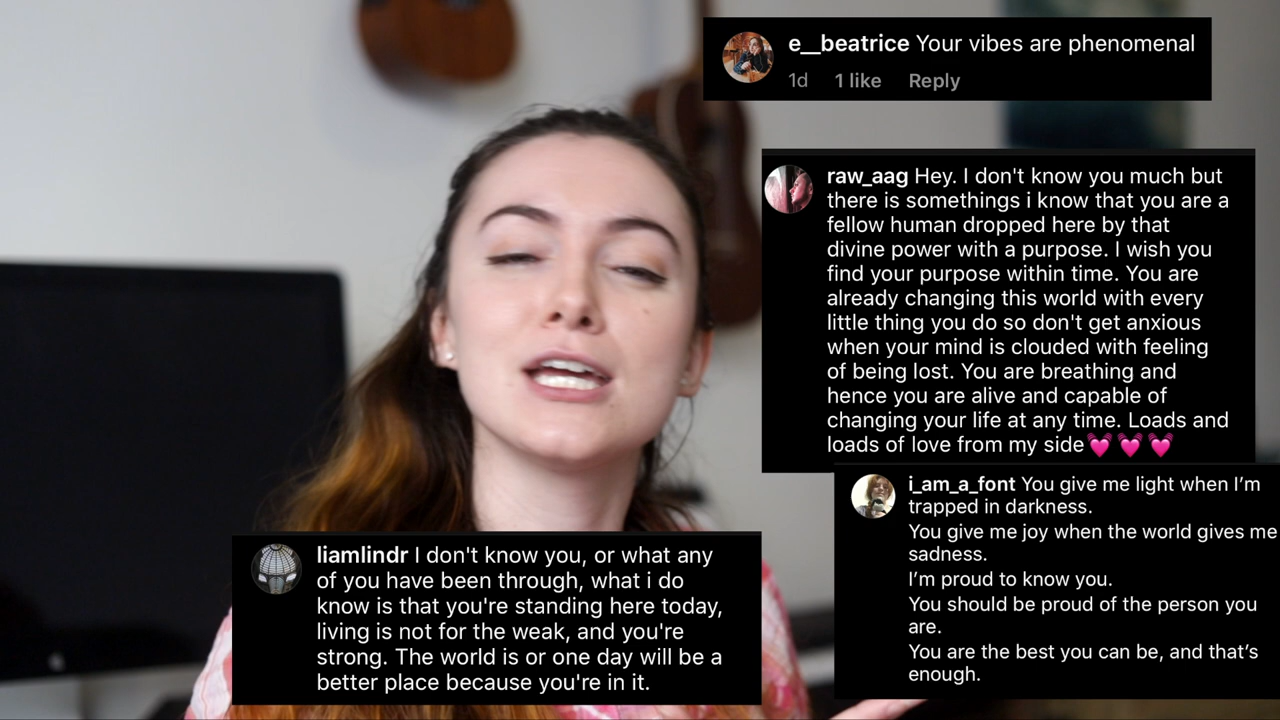 e__beatrice Your vibes are phenomenal
1d 1 like Reply
raw_aag Hey. I don't know you much but
there is somethings i know that you are a
fellow human dropped here by that
divine power with a purpose. I wish you
find your purpose within time. You are
already changing this world with every
little thing you do so don't get anxious
when your mind is clouded with feeling
of being lost. You are breathing and
hence you are alive and capable of
changing your life at any time. Loads and
loads of love from my side💓💓💓
i_am_a_font You give me light when I’m
trapped in darkness.
You give me joy when the world gives me
sadness.
I’m proud to know you.
You should be proud of the person you
are.
You are the best you can be, and that’s
enough.
liamlindr I don't know you, or what any
of you have been through, what i do
know is that you're standing here today,
living is not for the weak, and you're
strong. The world is or one day will be a
better place because you're in it.